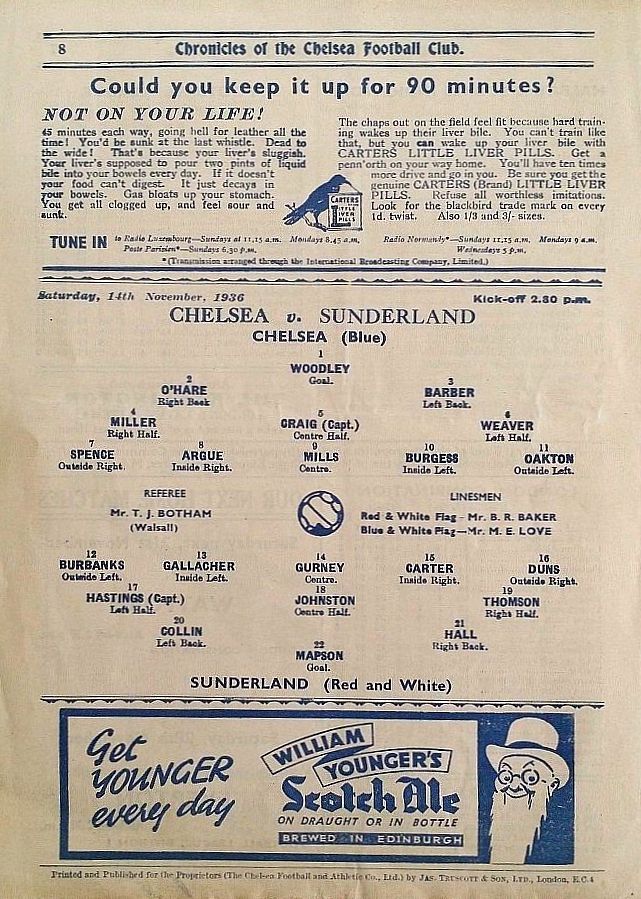 8
Chronicles of the Chelsea Football Club.
Could you keep it up for 90 minutes?
NOT ON YOUR LIFE!
45 minutes each way, going hell for leather all the
time! You'd be sunk at the last whistle. Dead to
the wide! That's because your liver's sluggish.
Your liver's supposed to pour two pints of liquid
bile into your bowels every day. If it doesn't
your food can't digest. It just decays in
your bowels. Gas bloats up your stomach.
You get all clogged up, and feel sour and
sunk.
CARTERS
LITTLE
LIVER
PILLS
The chaps out on the field feel fit because hard train-
ing wakes up their liver bile. You can't train like
that, but you can wake up your liver bile with
CARTERS LITTLE LIVER PILLS. Get a
penn'orth on your way home. You'll have ten times
more drive and go in you. Be sure you get the
genuine CARTERS (Brand) LITTLE LIVER
PILLS. Refuse all worthless imitations.
Look for the blackbird trade mark on every
1d. twist. Also 1/3 and 3/- sizes.
TUNE IN to Radio Luxembourg—Sundays at 11,15 a.m. Mondays 8.45 a.m. Radio Normandy*—Sundays 11,15 a.m. Mondays 9 a.m.
Poste Parisien*—Sundays 6.30 p.m. Wednesdays 5 p.m.
*(Transmission arranged through the International Broadcasting Company, Limited.)
Saturday, 14th November, 1936 Kick-off 2.30 p.m.
CHELSEA v. SUNDERLAND
CHELSEA (Blue)
1
WOODLEY
Goal.
2 3
O'HARE BARBER
Right Back Left Back.
4 5 6
MILLER CRAIG (Capt.) WEAVER
Right Half. Centre Half. Left Half.
7 8 9 10 11
SPENCE ARGUE MILLS BURGESS OAKTON
Outside Right. Inside Right. Centre. Inside Left. Outside Left.
REFEREE LINESMEN
Mr. T. J. BOTHAM Red & White Flag - Mr. B. R. BAKER
(Walsall) Blue & White Flag—Mr. M. E. LOVE
12 13 14 15 16
BURBANKS GALLACHER GURNEY CARTER DUNS
Outside Left. Inside Left. Centre. Inside Right. Outside Right.
17 18 19
HASTINGS (Capt.) JOHNSTON THOMSON
Left Half. Centre Half. Right Half.
20 21
COLLIN HALL
Left Back. Right Back.
22
MAPSON
Goal.
SUNDERLAND (Red and White)
Get
YOUNGER
every day
WILLIAM
YOUNGER'S
Scotch Ale
ON DRAUGHT OR IN BOTTLE
BREWED IN EDINBURGH
Printed and Published for the Proprietors (The Chelsea Football and Athletic Co., Ltd.) by JAS. TRUSCOTT & SON, LTD., London, E.C.4